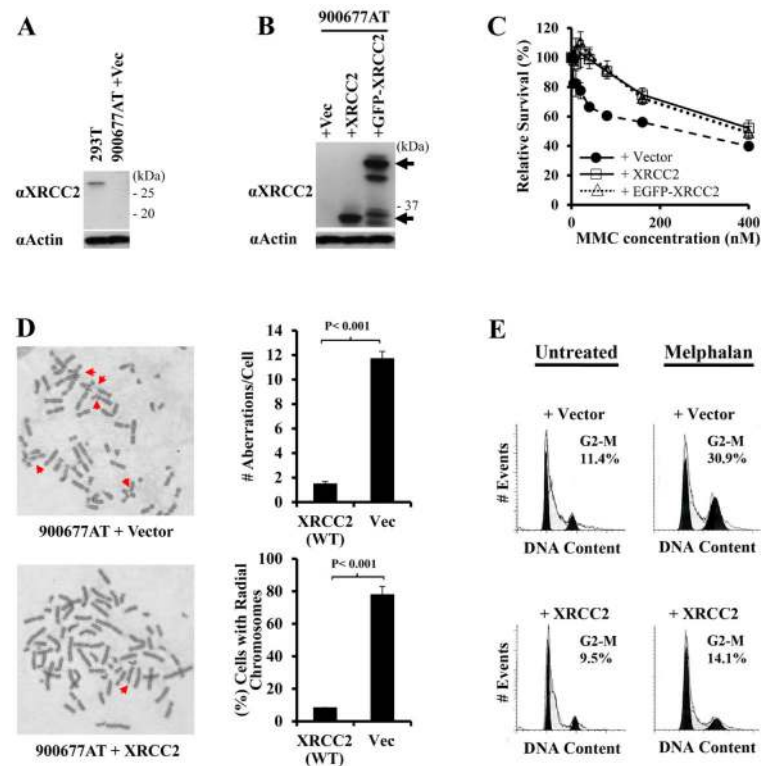 A
293T
900677AT +Vec
(kDa)
αXRCC2
- 25
- 20
αActin
B
900677AT
+Vec
+XRCC2
+GFP-XRCC2
(kDa)
αXRCC2
- 37
αActin
C
Relative Survival (%)
120
100
80
60
40
20
0
+ Vector
+ XRCC2
+ EGFP-XRCC2
0 200 400
MMC concentration (nM)
D
900677AT + Vector
# Aberrations/Cell
14
12
10
8
6
4
2
0
P< 0.001
XRCC2 (WT)
Vec
900677AT + XRCC2
(%) Cells with Radial Chromosomes
100
80
60
40
20
0
P< 0.001
XRCC2 (WT)
Vec
E
Untreated
Melphalan
+ Vector
G2-M
11.4%
# Events
DNA Content
+ Vector
G2-M
30.9%
DNA Content
+ XRCC2
G2-M
9.5%
# Events
DNA Content
+ XRCC2
G2-M
14.1%
DNA Content